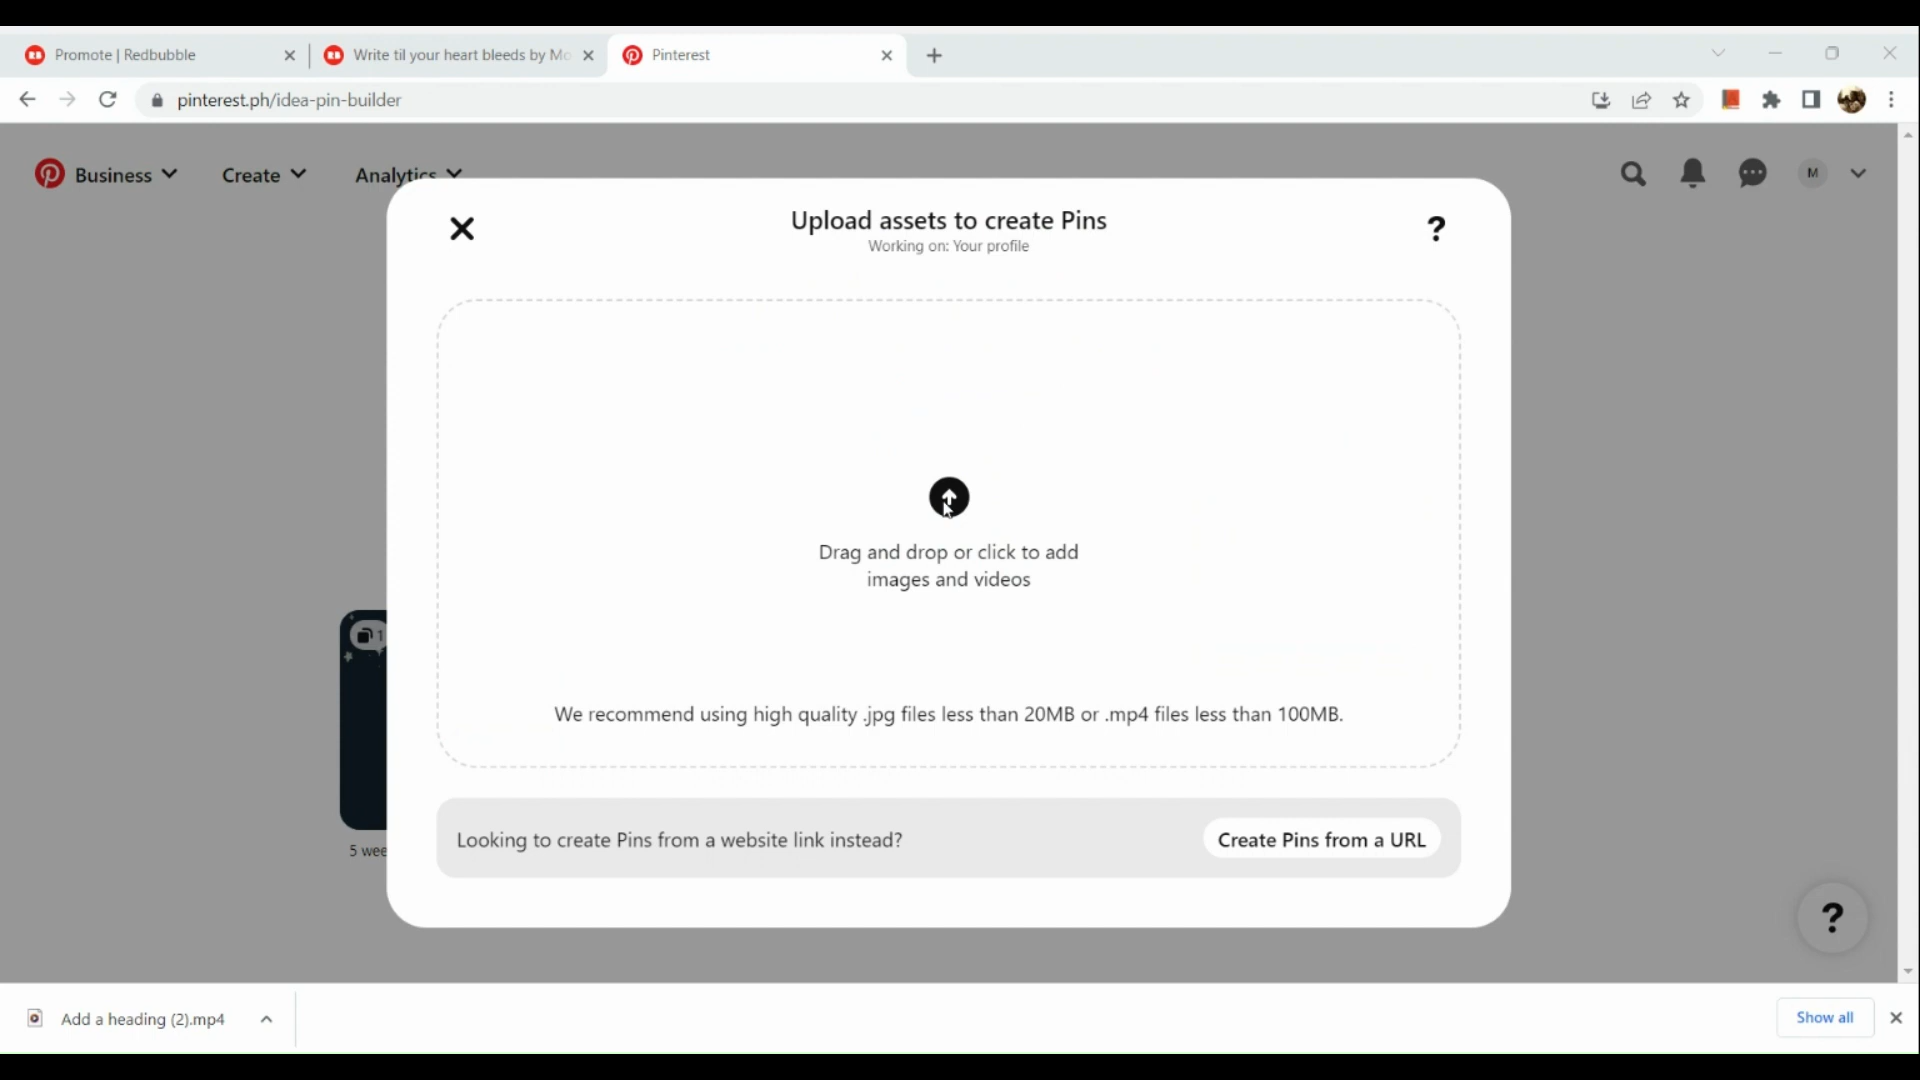 Promote | Redbubble
Write til your heart bleeds by Mo
Pinterest
pinterest.ph/idea-pin-builder
Business
Create
Analytics
M
Upload assets to create Pins
Working on: Your profile
?
Drag and drop or click to add
images and videos
We recommend using high quality .jpg files less than 20MB or .mp4 files less than 100MB.
1
Looking to create Pins from a website link instead?
Create Pins from a URL
5 wee
?
Add a heading (2).mp4
Show all